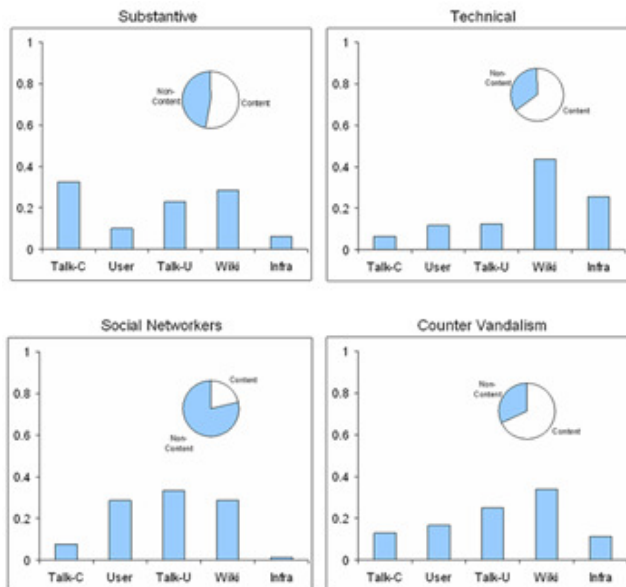 Substantive
1
0.8
0.6
0.4
0.2
0
Non-
Content
Content
Talk-C User Talk-U Wiki Infra
Technical
1
0.8
0.6
0.4
0.2
0
Non-
Content
Content
Talk-C User Talk-U Wiki Infra
Social Networkers
1
0.8
0.6
0.4
0.2
0
Content
Non-
Content
Talk-C User Talk-U Wiki Infra
Counter Vandalism
1
0.8
0.6
0.4
0.2
0
Non-
Content
Content
Talk-C User Talk-U Wiki Infra